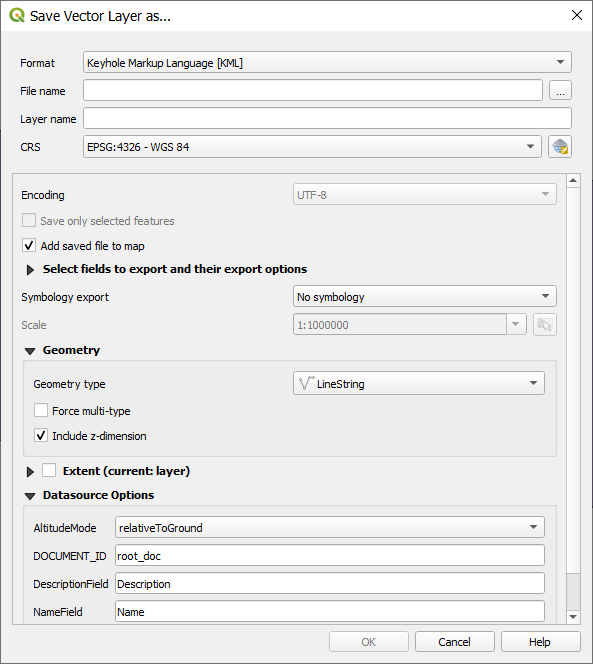 Save Vector Layer as...
Format Keyhole Markup Language [KML]
File name ...
Layer name
CRS EPSG:4326 - WGS 84
Encoding UTF-8
Save only selected features
Add saved file to map
Select fields to export and their export options
Symbology export No symbology
Scale 1:1000000
Geometry
Geometry type LineString
Force multi-type
Include z-dimension
Extent (current: layer)
Datasource Options
AltitudeMode relativeToGround
DOCUMENT_ID root_doc
DescriptionField Description
NameField Name
OK Cancel Help